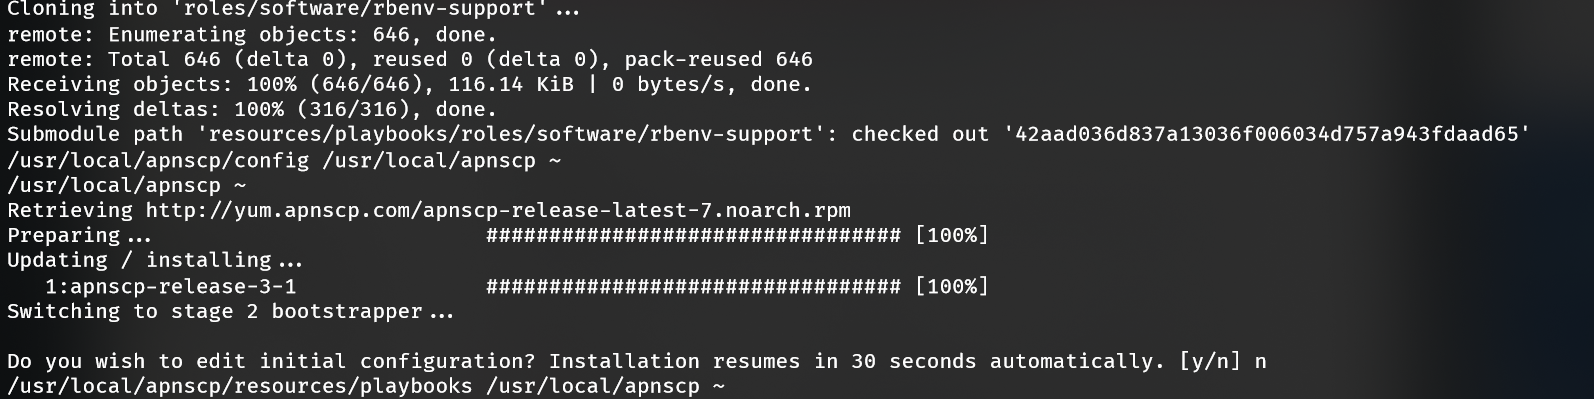 Cloning into 'roles/software/rbenv-support'...
remote: Enumerating objects: 646, done.
remote: Total 646 (delta 0), reused 0 (delta 0), pack-reused 646
Receiving objects: 100% (646/646), 116.14 KiB | 0 bytes/s, done.
Resolving deltas: 100% (316/316), done.
Submodule path 'resources/playbooks/roles/software/rbenv-support': checked out '42aad036d837a13036f006034d757a943fdaad65'
/usr/local/apnscp/config /usr/local/apnscp ~
/usr/local/apnscp ~
Retrieving http://yum.apnscp.com/apnscp-release-latest-7.noarch.rpm
Preparing...                          ################################# [100%]
Updating / installing...
   1:apnscp-release-3-1               ################################# [100%]
Switching to stage 2 bootstrapper...
Do you wish to edit initial configuration? Installation resumes in 30 seconds automatically. [y/n] n
/usr/local/apnscp/resources/playbooks /usr/local/apnscp ~